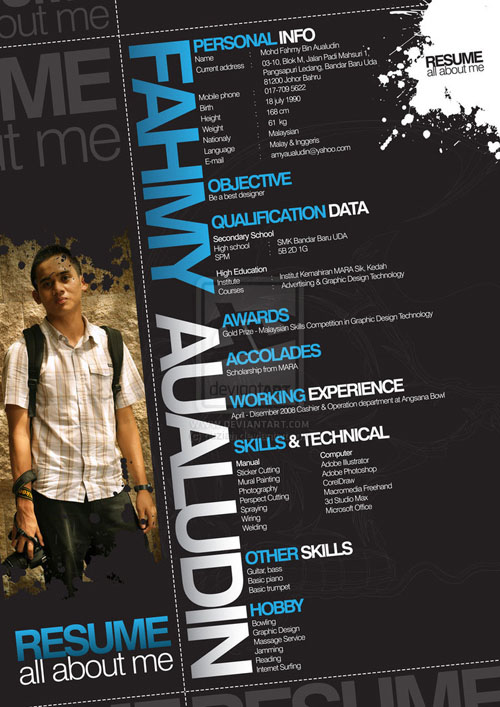 RESUME
all about me
FAHMY AUALUDIN
PERSONAL INFO
Name : Mohd Fahmy Bin Aualudin
Current address : 03-10, Blok M, Jalan Padi Mahsuri 1,
Pangsapuri Ledang, Bandar Baru Uda
81200 Johor Bahru
Mobile phone : 017-709 5622
Birth : 18 july 1990
Height : 168 cm
Weight : 61 kg
Nationaly : Malaysian
Language : Malay & Inggeris
E-mail : amyaualudin@yahoo.com
OBJECTIVE
Be a best designer
QUALIFICATION DATA
Secondary School
High school : SMK Bandar Baru UDA
SPM : 5B 2D 1G
High Education
Institute : Institut Kemahiran MARA Sik, Kedah
Courses : Advertising & Graphic Design Technology
AWARDS
Gold Prize - Malaysian Skills Competition in Graphic Design Technology
ACCOLADES
Scholarship from MARA
WORKING EXPERIENCE
April - Disember 2008 Cashier & Operation department at Angsana Bowl
SKILLS & TECHNICAL
Manual
Sticker Cutting
Mural Painting
Photography
Perspect Cutting
Spraying
Wiring
Welding
Computer
Adobe Illustrator
Adobe Photoshop
CorelDraw
Macromedia Freehand
3d Studio Max
Microsoft Office
OTHER SKILLS
Guitar, bass
Basic piano
Basic trumpet
HOBBY
Bowling
Graphic Design
Massage Service
Jamming
Reading
Internet Surfing
RESUME
all about me
deviantART
RESUME
out me
ME
t me
RESUME